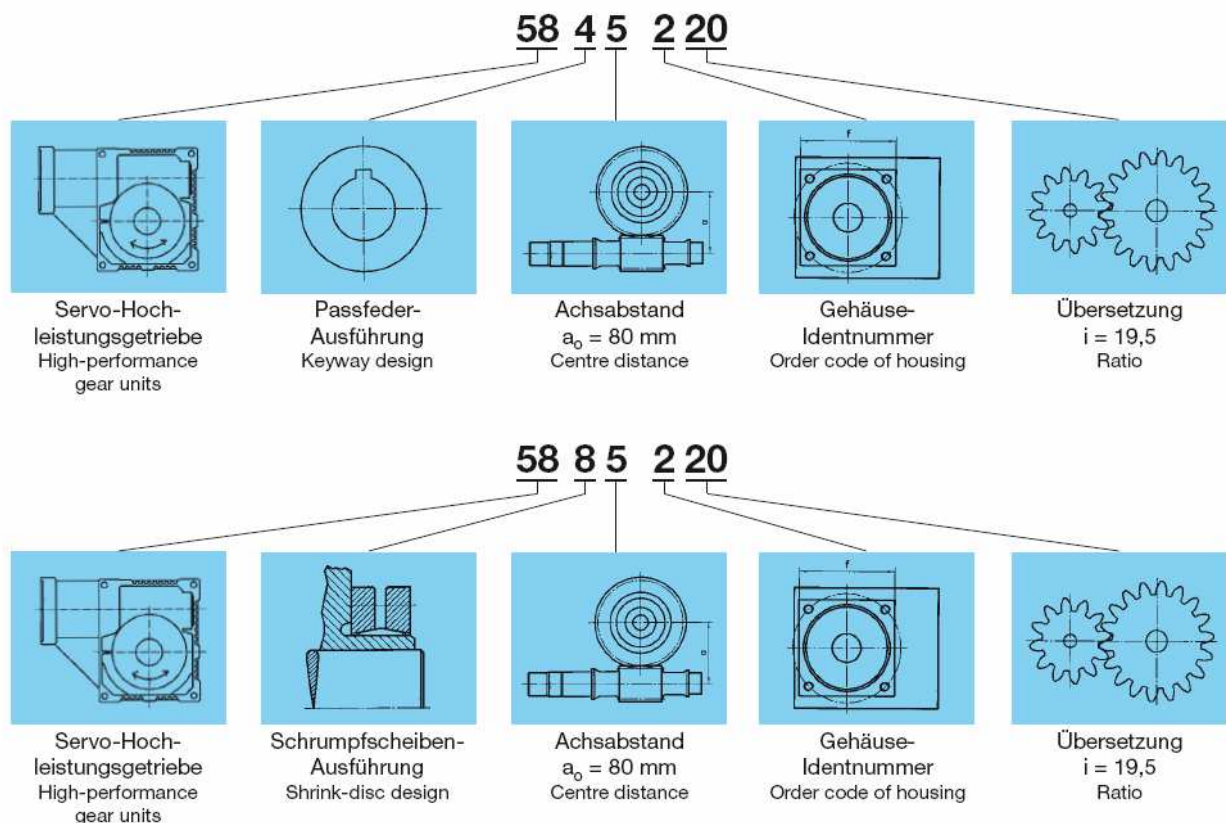 58 4 5 2 20
Servo-Hoch-
leistungsgetriebe
High-performance
gear units
Passfeder-
Ausführung
Keyway design
a
Achsabstand
a₀ = 80 mm
Centre distance
f
Gehäuse-
Identnummer
Order code of housing
Übersetzung
i = 19,5
Ratio
58 8 5 2 20
Servo-Hoch-
leistungsgetriebe
High-performance
gear units
Schrumpfscheiben-
Ausführung
Shrink-disc design
a
Achsabstand
a₀ = 80 mm
Centre distance
f
Gehäuse-
Identnummer
Order code of housing
Übersetzung
i = 19,5
Ratio